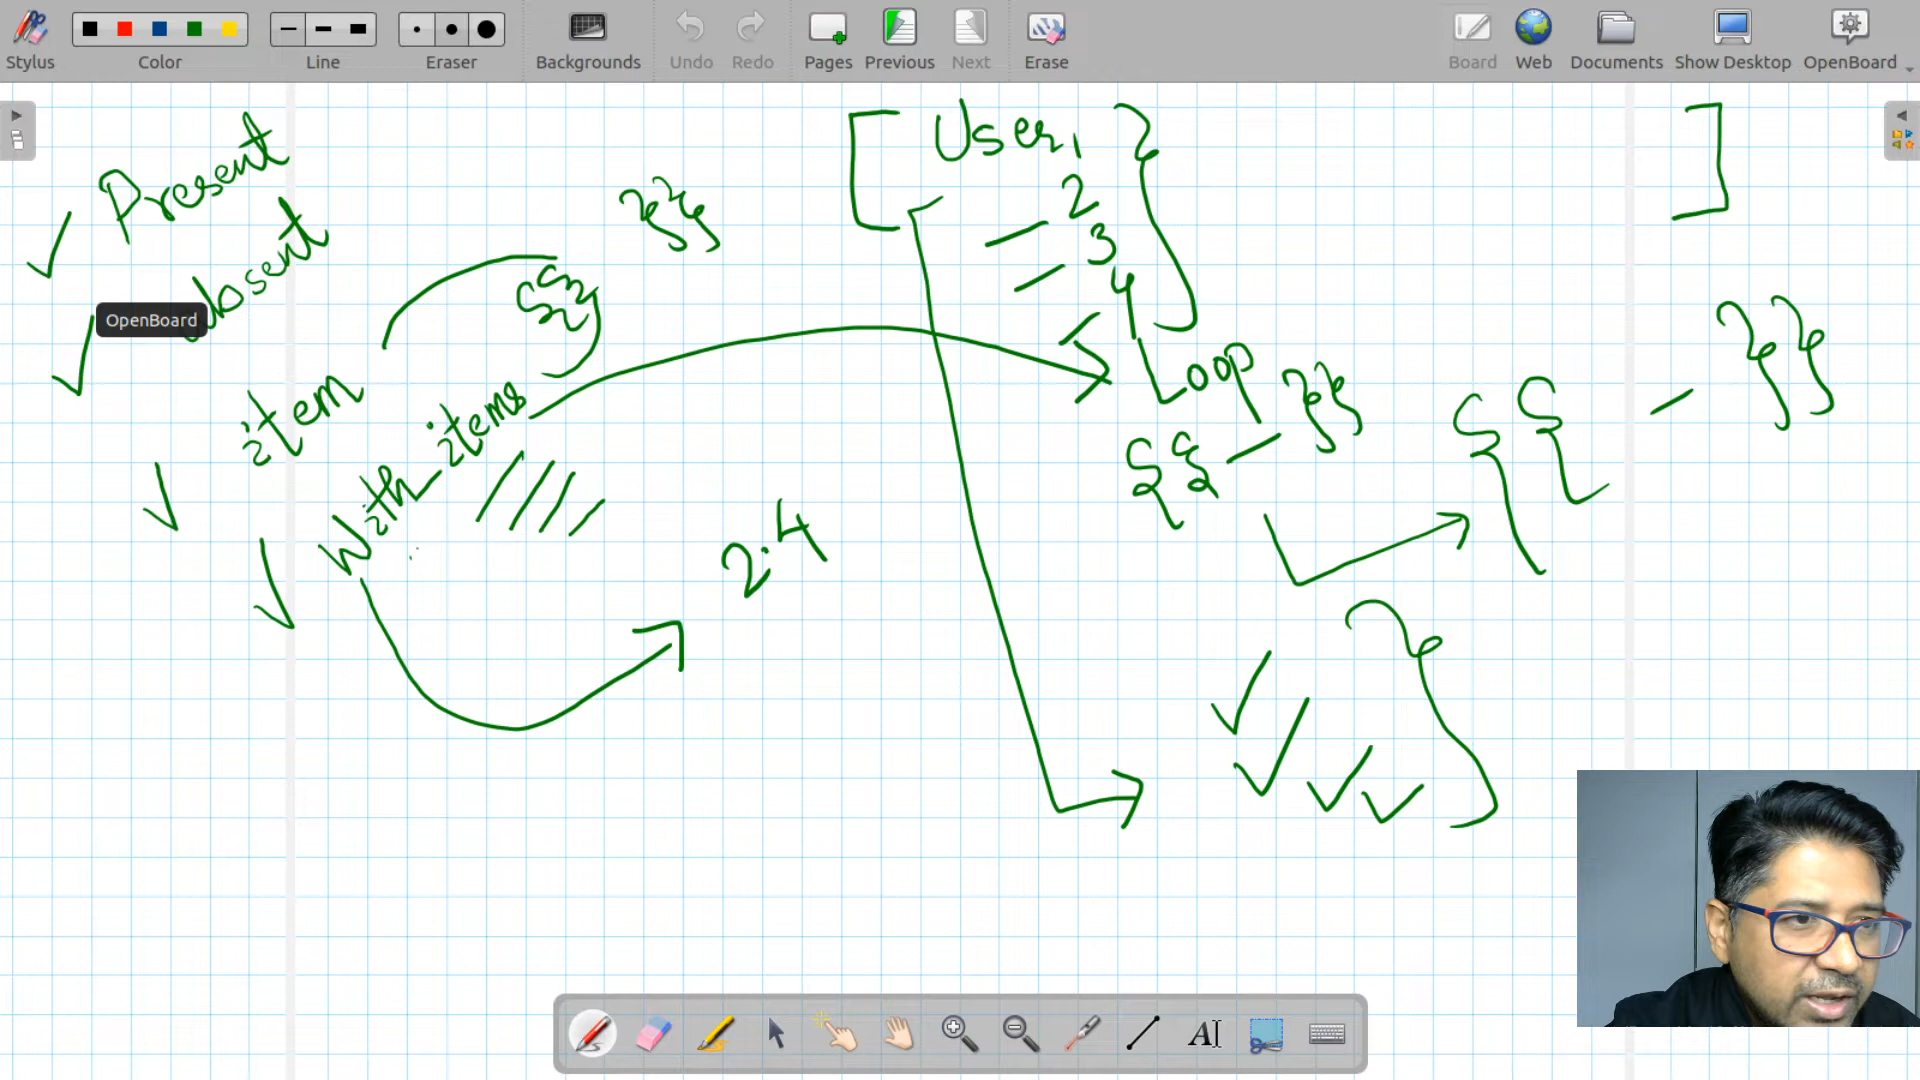 Stylus
Color
Line
Eraser
Backgrounds
Undo
Redo
Pages
Previous
Next
Erase
Board
Web
Documents
Show Desktop
OpenBoard
Present
absent
OpenBoard
item
With_items
{{
}}
2.4
[ User1 }
]
— 2
— 3
4
Loop
{{ — }}
{{ — }}
}
A